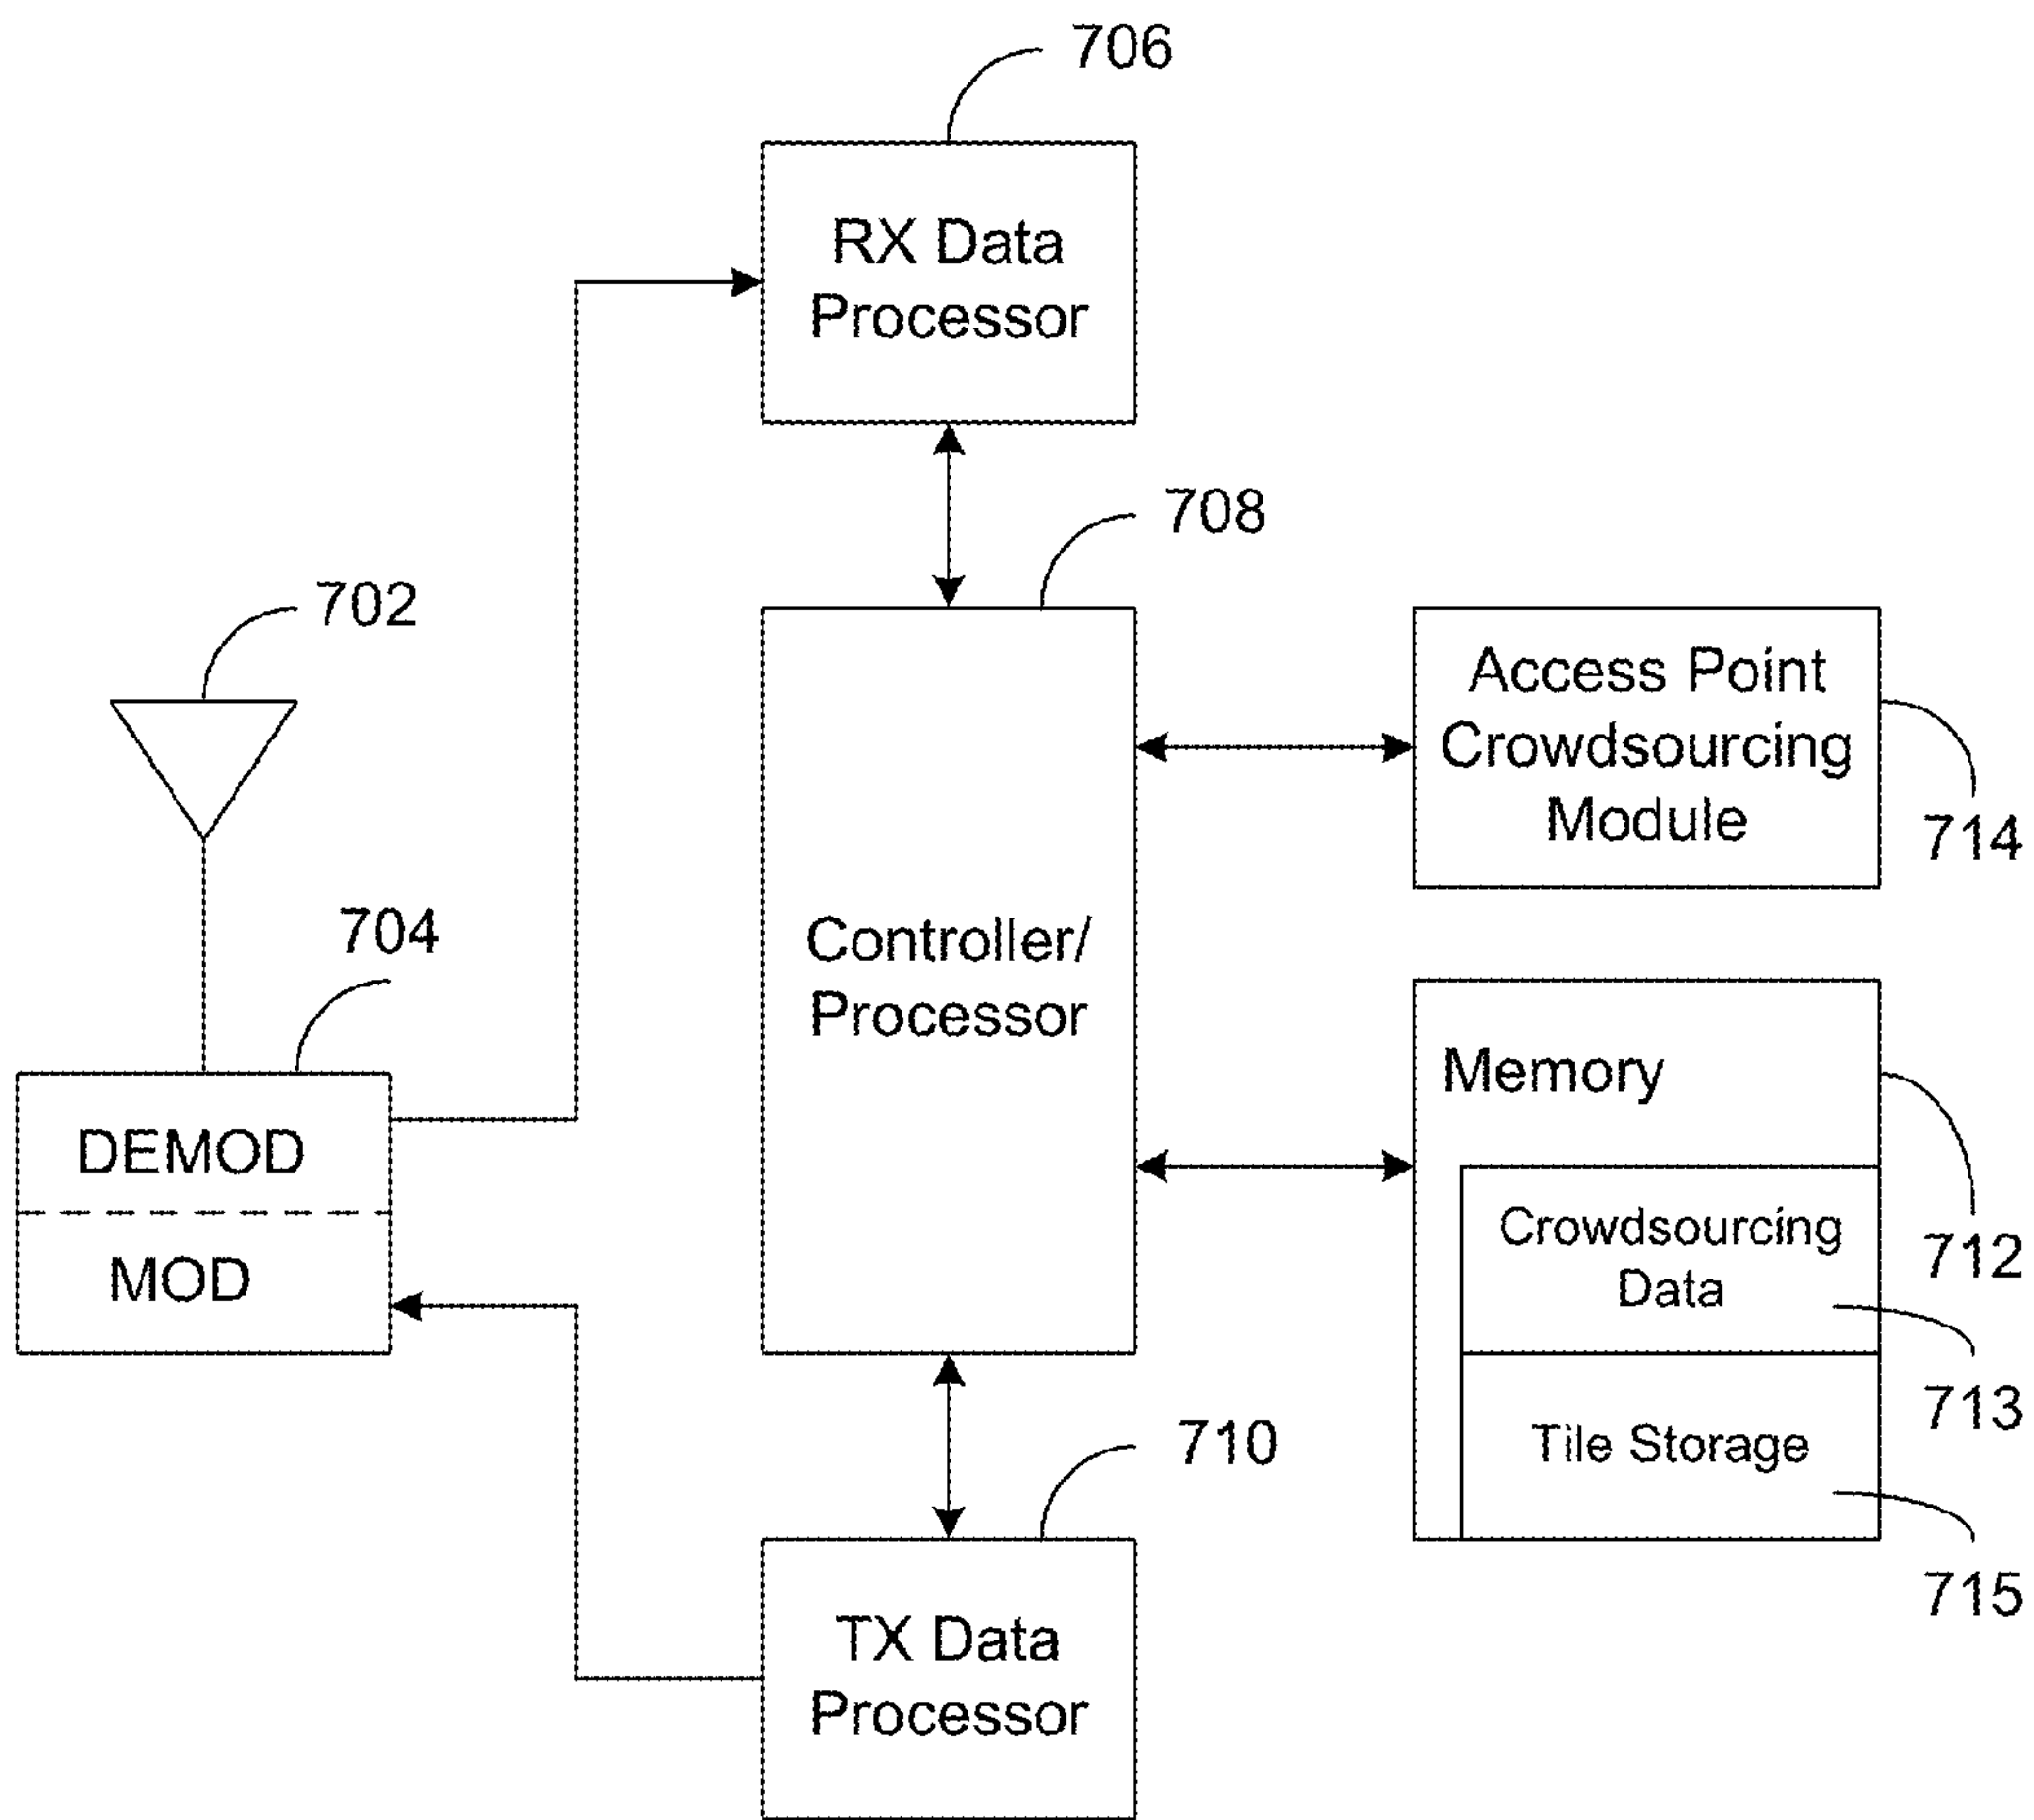 706
RX Data
Processor
708
702
Access Point
Crowdsourcing
Module
714
704
Controller/
Processor
Memory
DEMOD
MOD
Crowdsourcing
Data
712
713
710
Tile Storage
715
TX Data
Processor